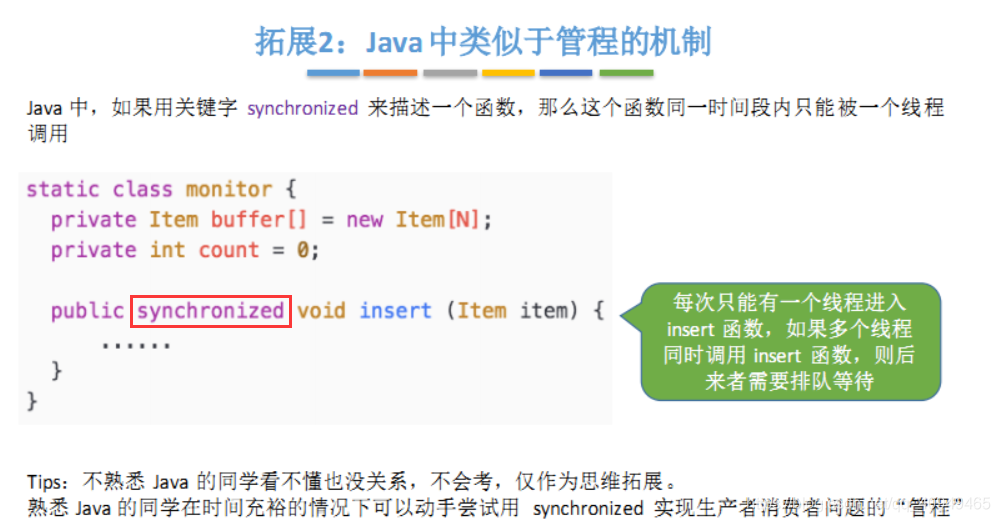 拓展2：Java 中类似于管程的机制
Java 中，如果用关键字 synchronized 来描述一个函数，那么这个函数同一时间段内只能被一个线程
调用
static class monitor {
private Item buffer[] = new Item[N];
private int count = 0;
public synchronized void insert (Item item) {
......
}
}
每次只能有一个线程进入
insert 函数，如果多个线程
同时调用 insert 函数，则后
来者需要排队等待
Tips：不熟悉 Java 的同学看不懂也没关系，不会考，仅作为思维拓展。
熟悉 Java 的同学在时间充裕的情况下可以动手尝试用 synchronized 实现生产者消费者问题的“管程”